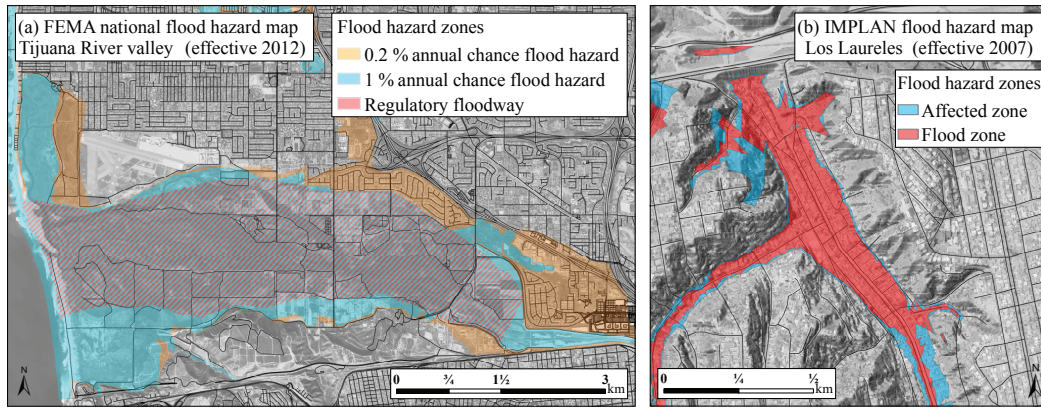 (a) FEMA national flood hazard map
Tijuana River valley (effective 2012)
Flood hazard zones
0.2 % annual chance flood hazard
1 % annual chance flood hazard
Regulatory floodway
N
0 ¾ 1½ 3
km
(b) IMPLAN flood hazard map
Los Laureles (effective 2007)
Flood hazard zones
Affected zone
Flood zone
0 ¼ ½
km
N